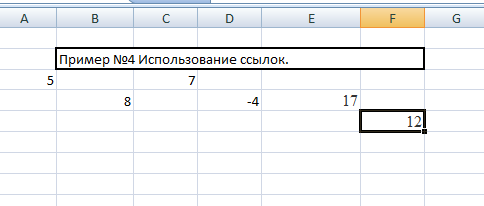 A B C D E F G
Пример №4 Использование ссылок.
5 7
8 -4 17
12